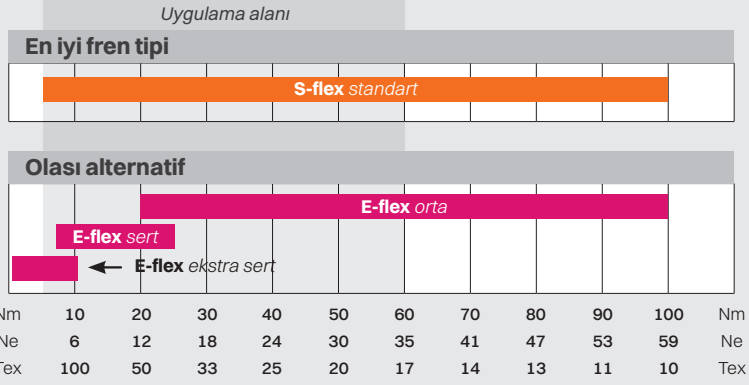 Uygulama alanı
En iyi fren tipi
S-flex standart
Olası alternatif
E-flex orta
E-flex sert
E-flex ekstra sert
Nm 10 20 30 40 50 60 70 80 90 100 Nm
Ne 6 12 18 24 30 35 41 47 53 59 Ne
Tex 100 50 33 25 20 17 14 13 11 10 Tex